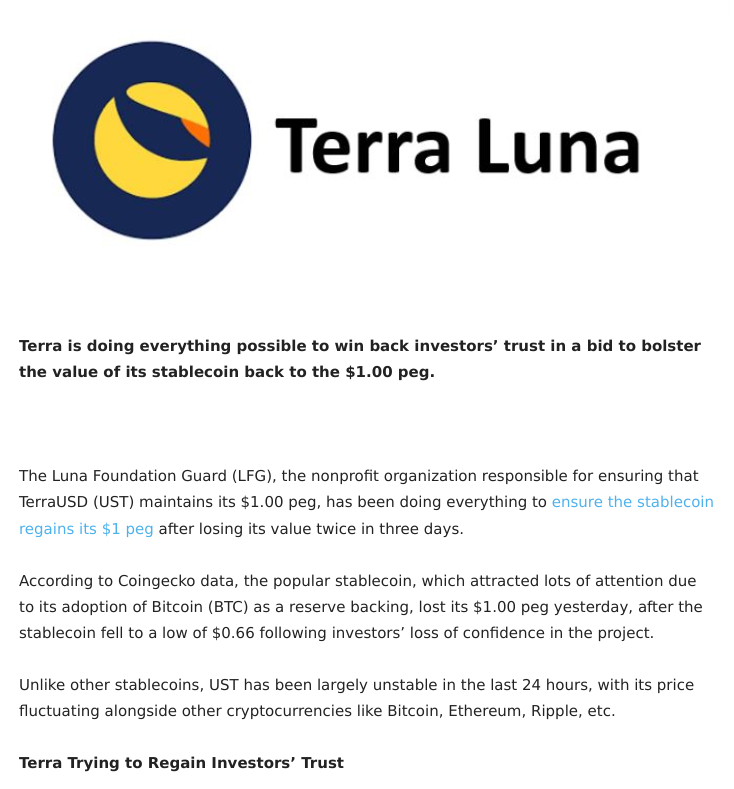 Terra Luna
Terra is doing everything possible to win back investors’ trust in a bid to bolster
the value of its stablecoin back to the $1.00 peg.
The Luna Foundation Guard (LFG), the nonprofit organization responsible for ensuring that
TerraUSD (UST) maintains its $1.00 peg, has been doing everything to ensure the stablecoin
regains its $1 peg after losing its value twice in three days.
According to Coingecko data, the popular stablecoin, which attracted lots of attention due
to its adoption of Bitcoin (BTC) as a reserve backing, lost its $1.00 peg yesterday, after the
stablecoin fell to a low of $0.66 following investors’ loss of confidence in the project.
Unlike other stablecoins, UST has been largely unstable in the last 24 hours, with its price
fluctuating alongside other cryptocurrencies like Bitcoin, Ethereum, Ripple, etc.
Terra Trying to Regain Investors’ Trust